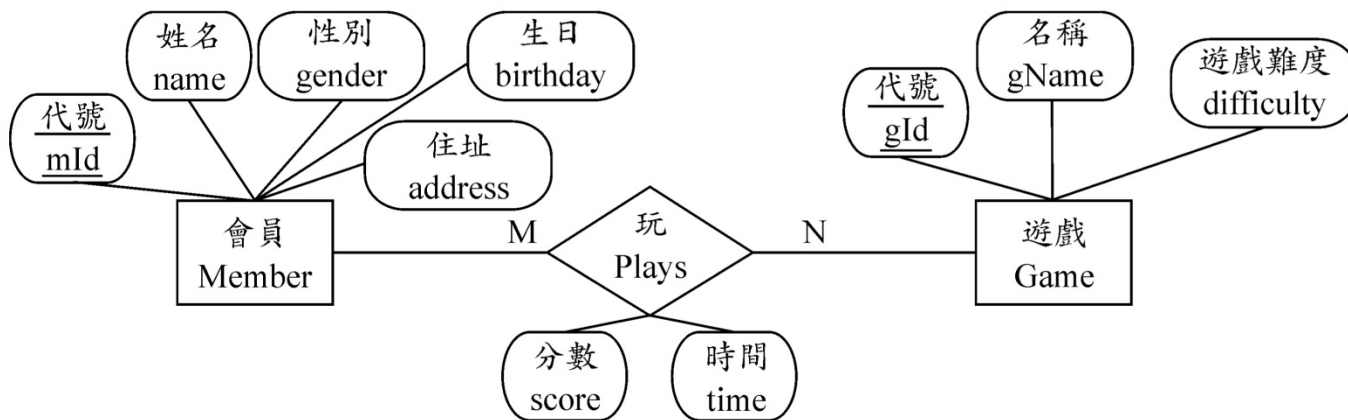 姓名
name
性別
gender
生日
birthday
代號
mId
住址
address
會員
Member
M
玩
Plays
N
分數
score
時間
time
名稱
gName
遊戲難度
difficulty
代號
gId
遊戲
Game